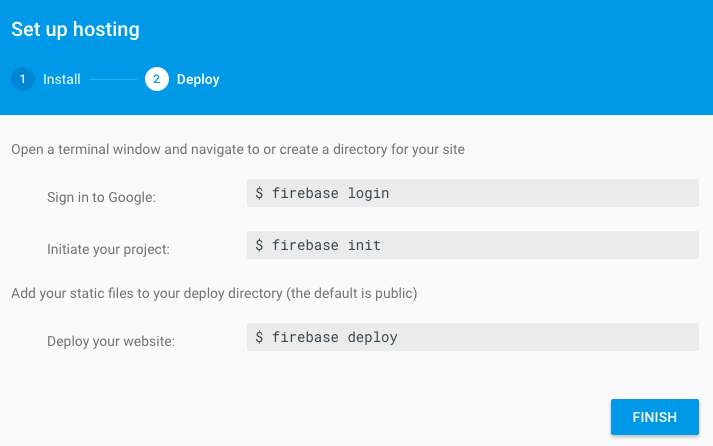 Set up hosting
1 Install 2 Deploy
Open a terminal window and navigate to or create a directory for your site
Sign in to Google: $ firebase login
Initiate your project: $ firebase init
Add your static files to your deploy directory (the default is public)
Deploy your website: $ firebase deploy
FINISH